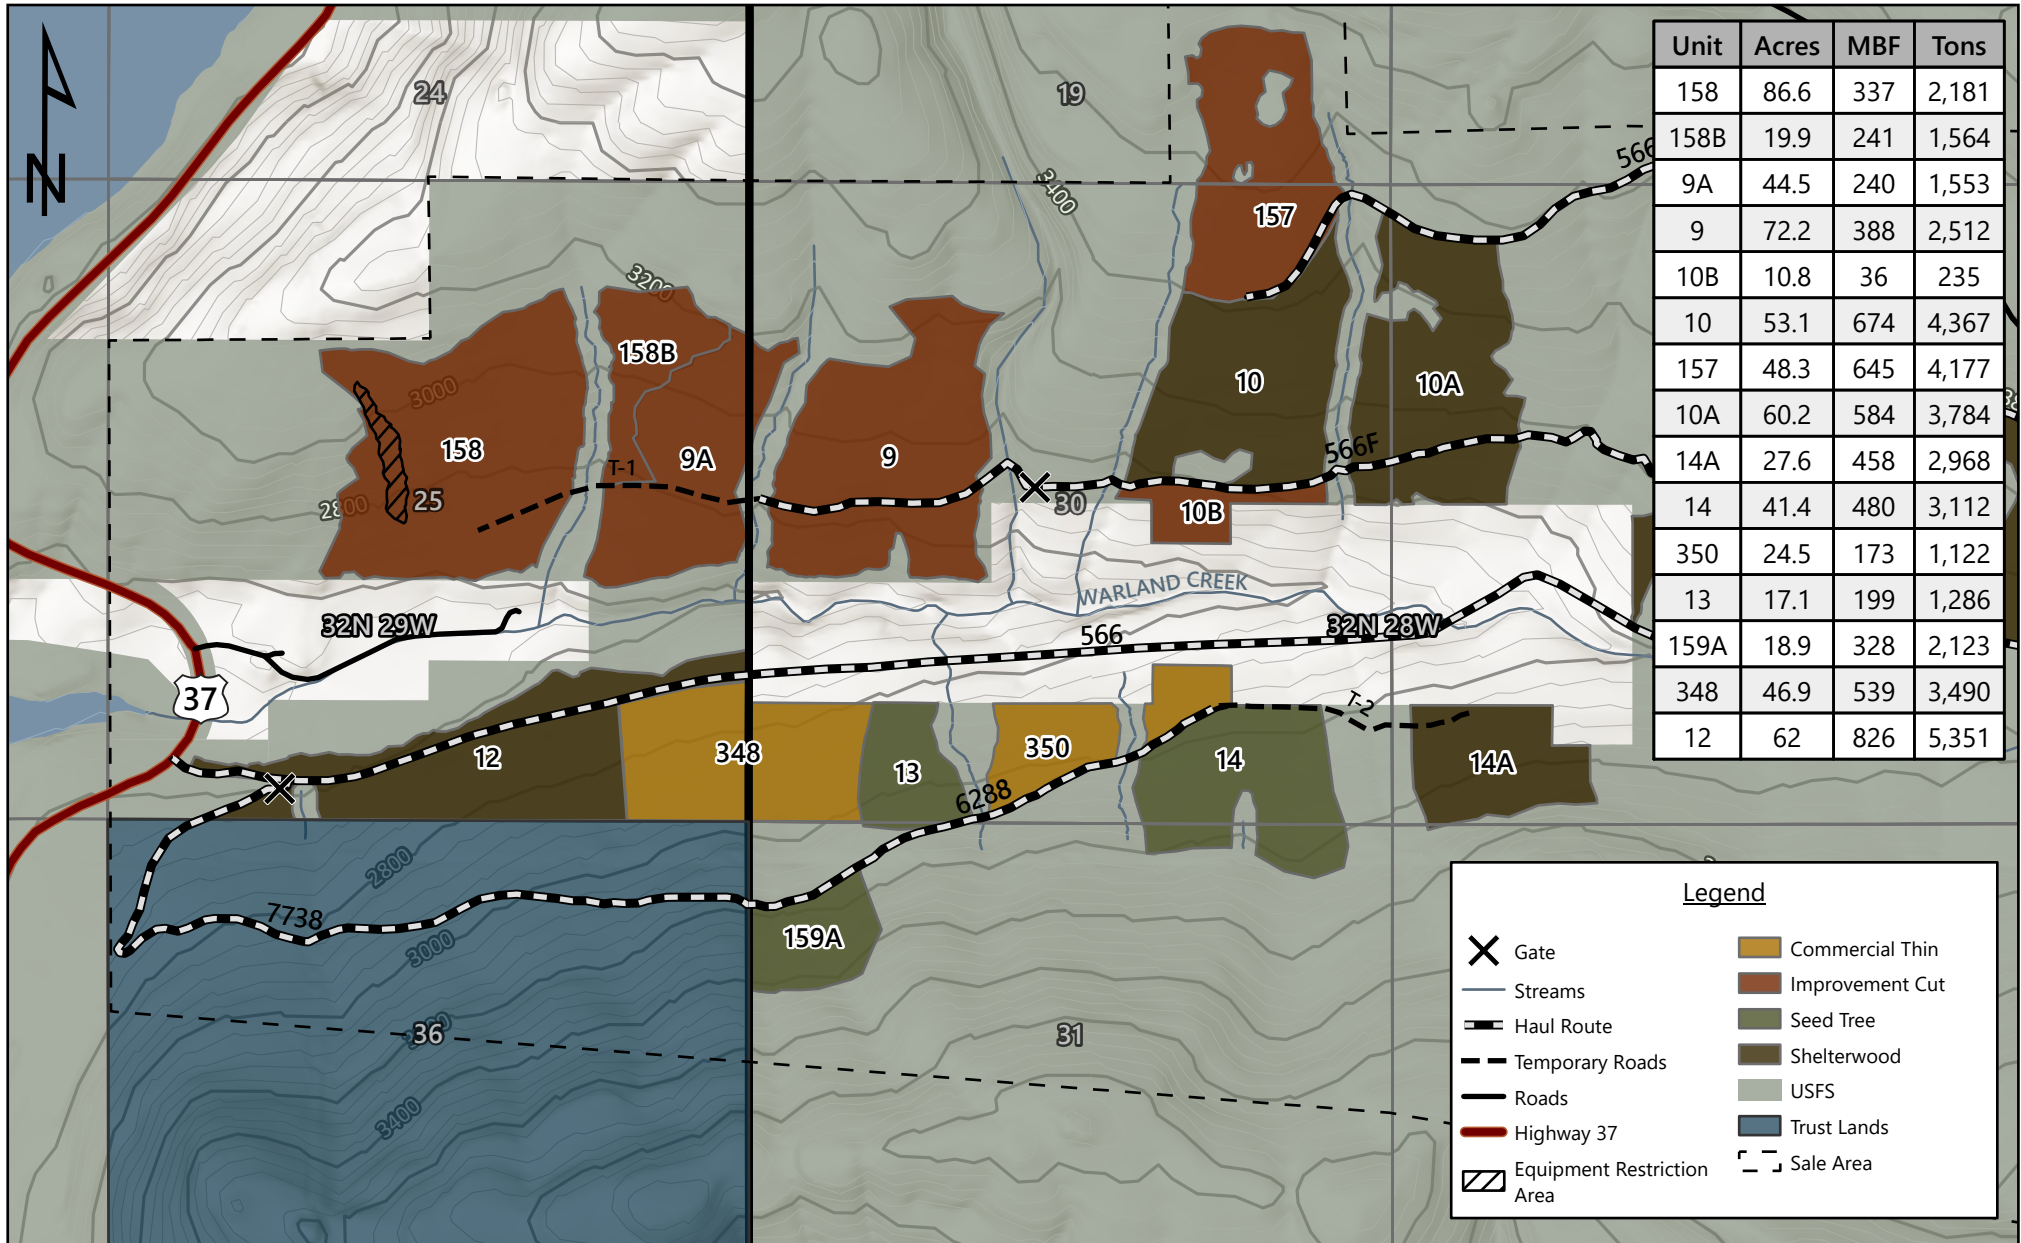 N
24
19
3400
3200
157
566
158B
3000
158
9A
9
10
10A
T-1
25
2800
30
566F
10B
WARLAND CREEK
32N 29W
32N 28W
566
37
12
348
13
350
14
T-2
14A
6288
2800
7738
3000
159A
36
31
3400
Unit Acres MBF Tons
158 86.6 337 2,181
158B 19.9 241 1,564
9A 44.5 240 1,553
9 72.2 388 2,512
10B 10.8 36 235
10 53.1 674 4,367
157 48.3 645 4,177
10A 60.2 584 3,784
14A 27.6 458 2,968
14 41.4 480 3,112
350 24.5 173 1,122
13 17.1 199 1,286
159A 18.9 328 2,123
348 46.9 539 3,490
12 62 826 5,351
Legend
Gate
Streams
Haul Route
Temporary Roads
Roads
Highway 37
Equipment Restriction
Area
Commercial Thin
Improvement Cut
Seed Tree
Shelterwood
USFS
Trust Lands
Sale Area